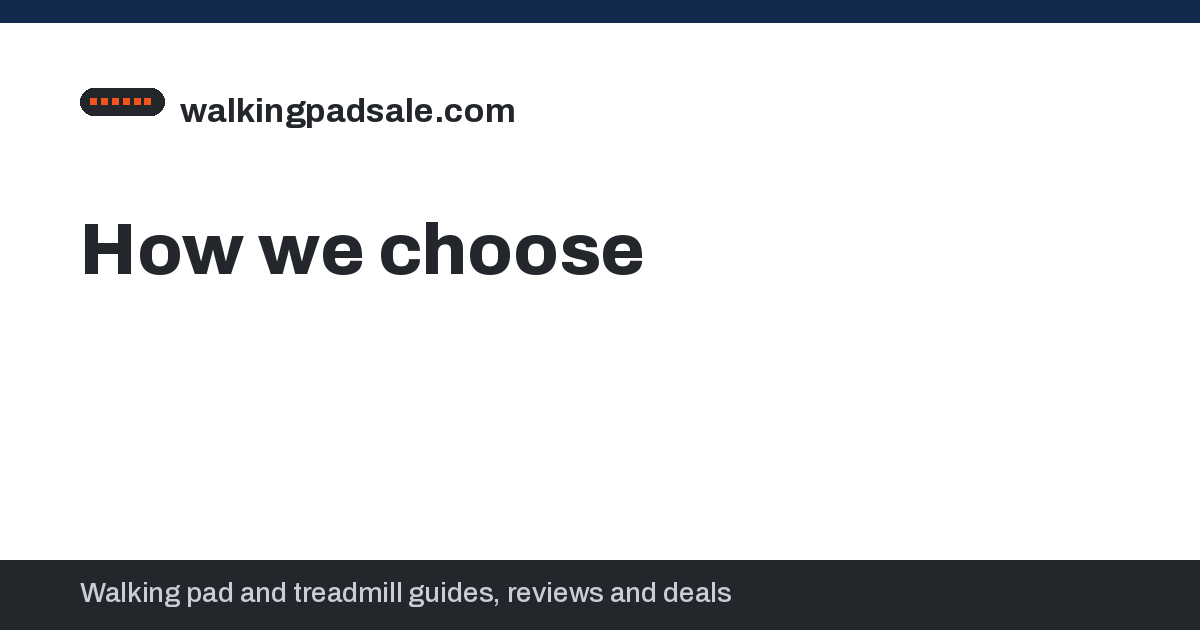 walkingpadsale.com
How we choose
Walking pad and treadmill guides, reviews and deals